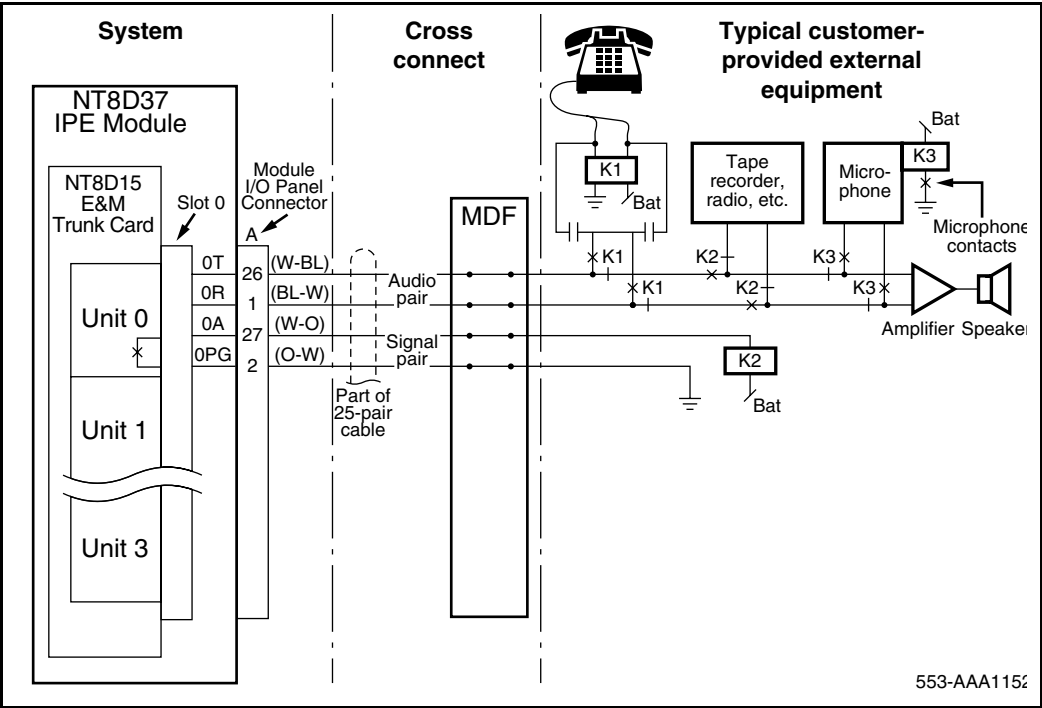 System
Cross
connect
Typical customer-
provided external
equipment
NT8D37
IPE Module
NT8D15
E&M
Trunk Card
Slot 0
Module
I/O Panel
Connector
A
MDF
K1
Bat
Tape
recorder,
radio, etc.
Micro-
phone
K3
Bat
Microphone
contacts
0T
26
(W-BL)
0R
1
(BL-W)
0A
27
(W-O)
0PG
2
(O-W)
Audio
pair
Signal
pair
Part of
25-pair
cable
K1
K2
K3
K1
K2
K3
Amplifier
Speaker
K2
Bat
Unit 0
Unit 1
Unit 3
553-AAA1152